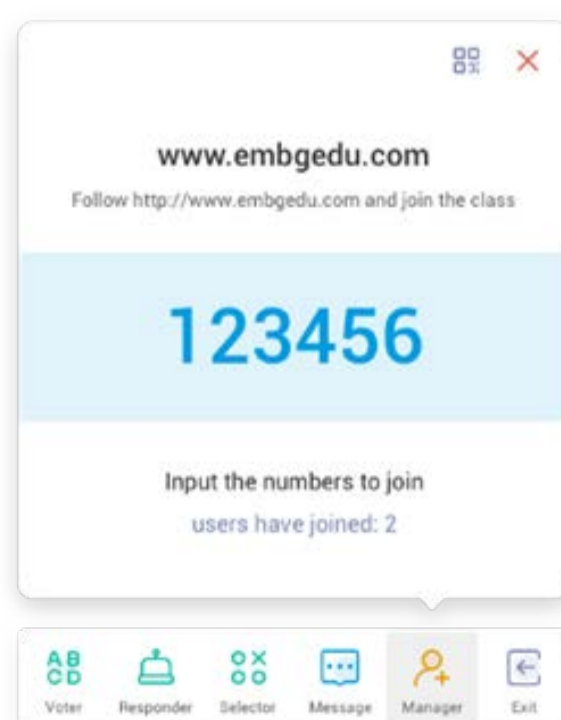 www.embgedu.com
Follow http://www.embgedu.com and join the class
123456
Input the numbers to join
users have joined: 2
AB
CD
Voter Responder Selector Message Manager Exit